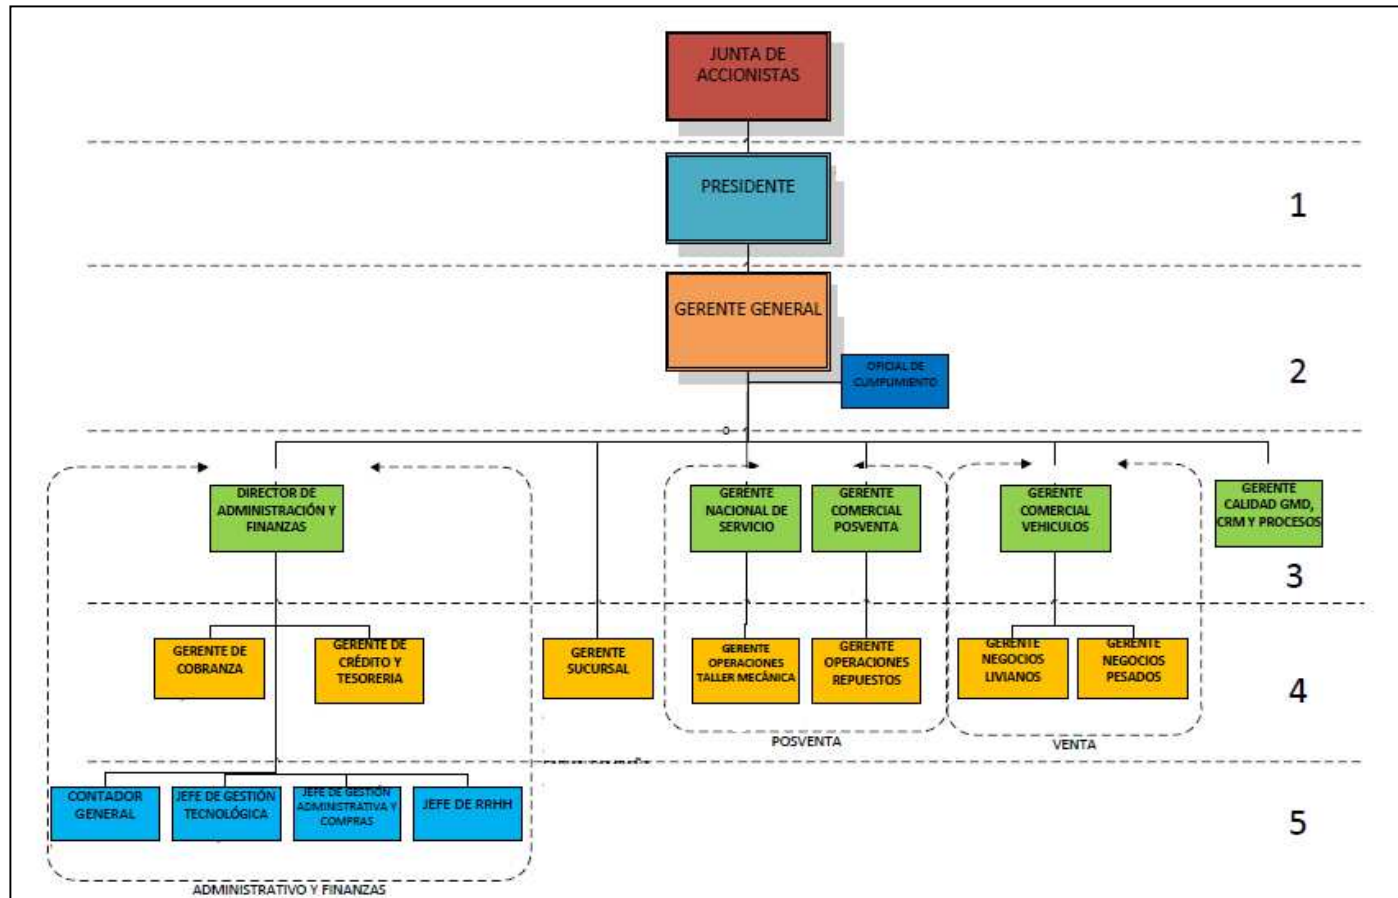 JUNTA DE
ACCIONISTAS
PRESIDENTE
1
GERENTE GENERAL
OFICIAL DE
CUMPLIMIENTO
2
DIRECTOR DE
ADMINISTRACIÓN Y
FINANZAS
GERENTE
NACIONAL DE
SERVICIO
GERENTE
COMERCIAL
POSVENTA
GERENTE
COMERCIAL
VEHICULOS
GERENTE
CALIDAD GMD,
CRM Y PROCESOS
3
GERENTE DE
COBRANZA
GERENTE DE
CRÉDITO Y
TESORERIA
GERENTE
SUCURSAL
GERENTE
OPERACIONES
TALLER MECÁNICA
GERENTE
OPERACIONES
REPUESTOS
GERENTE
NEGOCIOS
LIVIANOS
GERENTE
NEGOCIOS
PESADOS
4
POSVENTA
VENTA
CONTADOR
GENERAL
JEFE DE GESTIÓN
TECNOLÓGICA
JEFE DE GESTIÓN
ADMINISTRATIVA Y
COMPRAS
JEFE DE RRHH
5
ADMINISTRATIVO Y FINANZAS